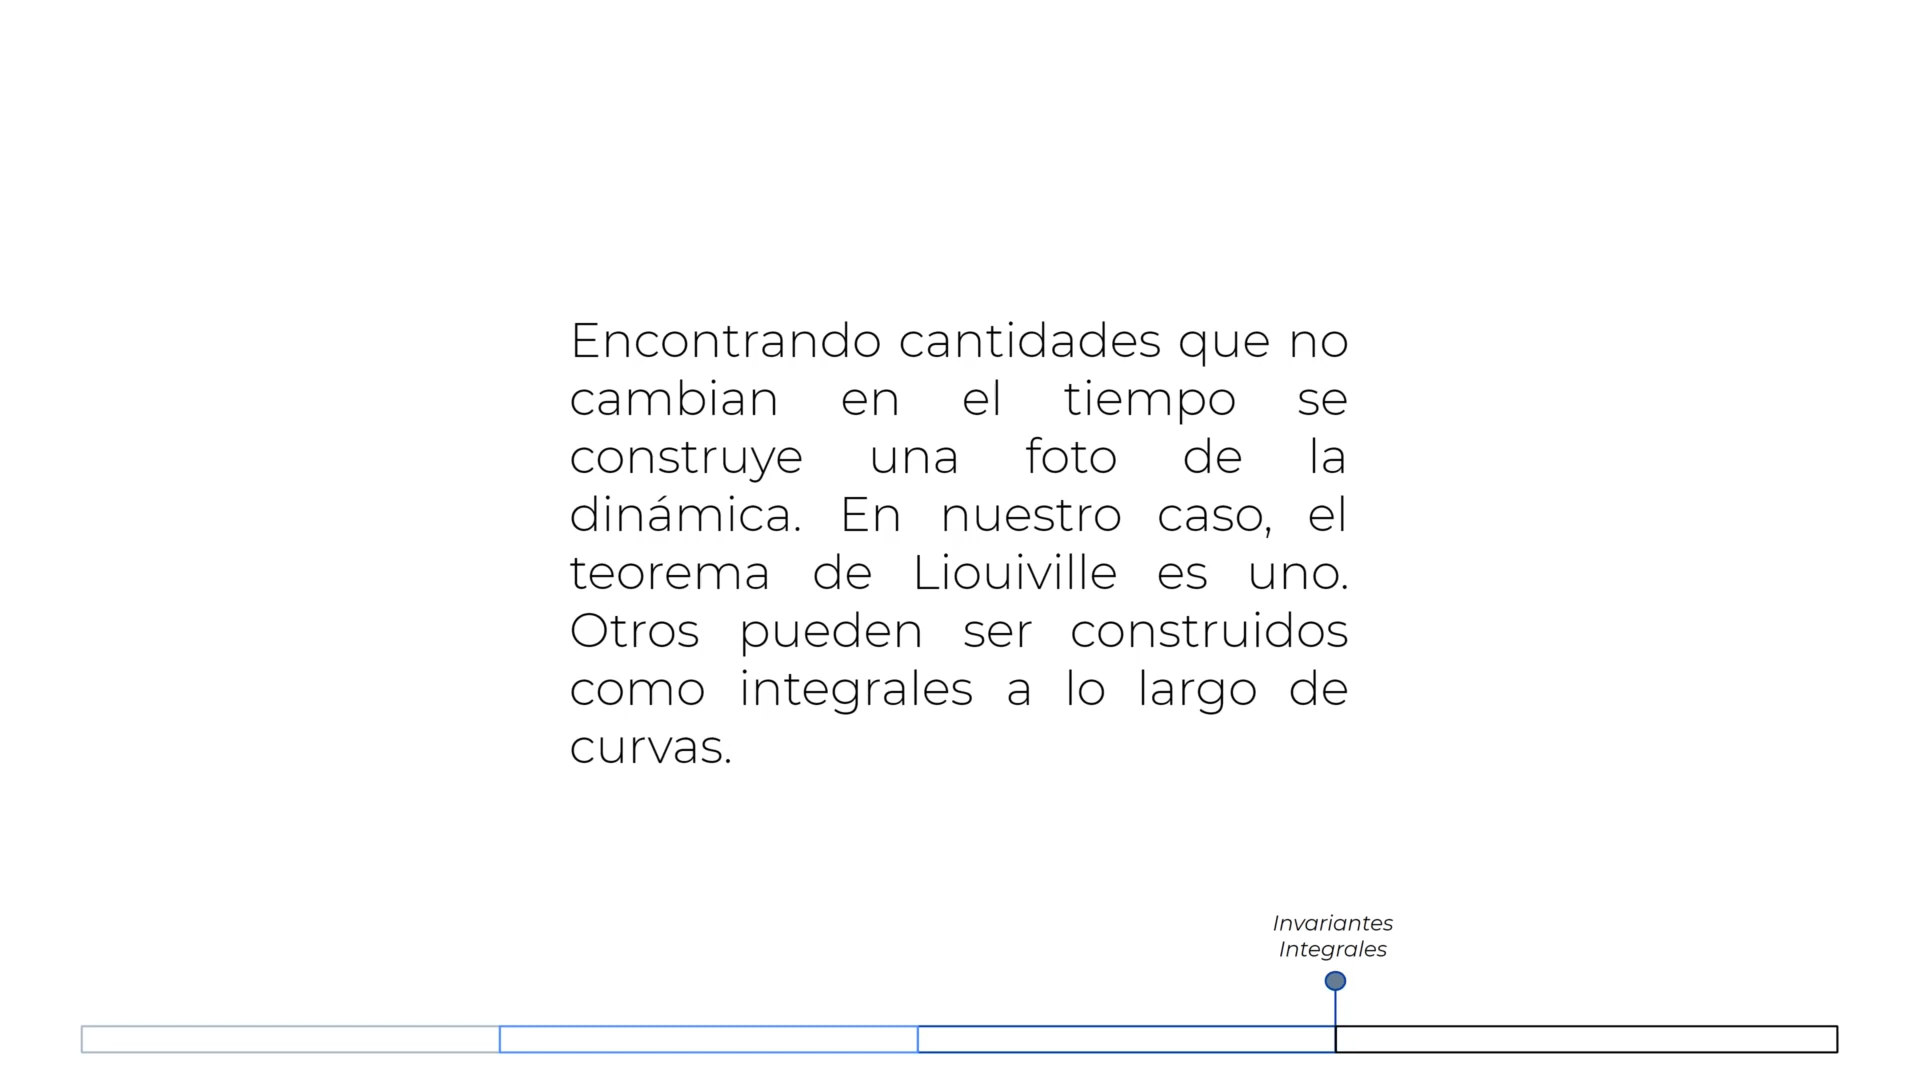 Encontrando cantidades que no
cambian en el tiempo se
construye una foto de la
dinámica. En nuestro caso, el
teorema de Liouiville es uno.
Otros pueden ser construidos
como integrales a lo largo de
curvas.
Invariantes
Integrales